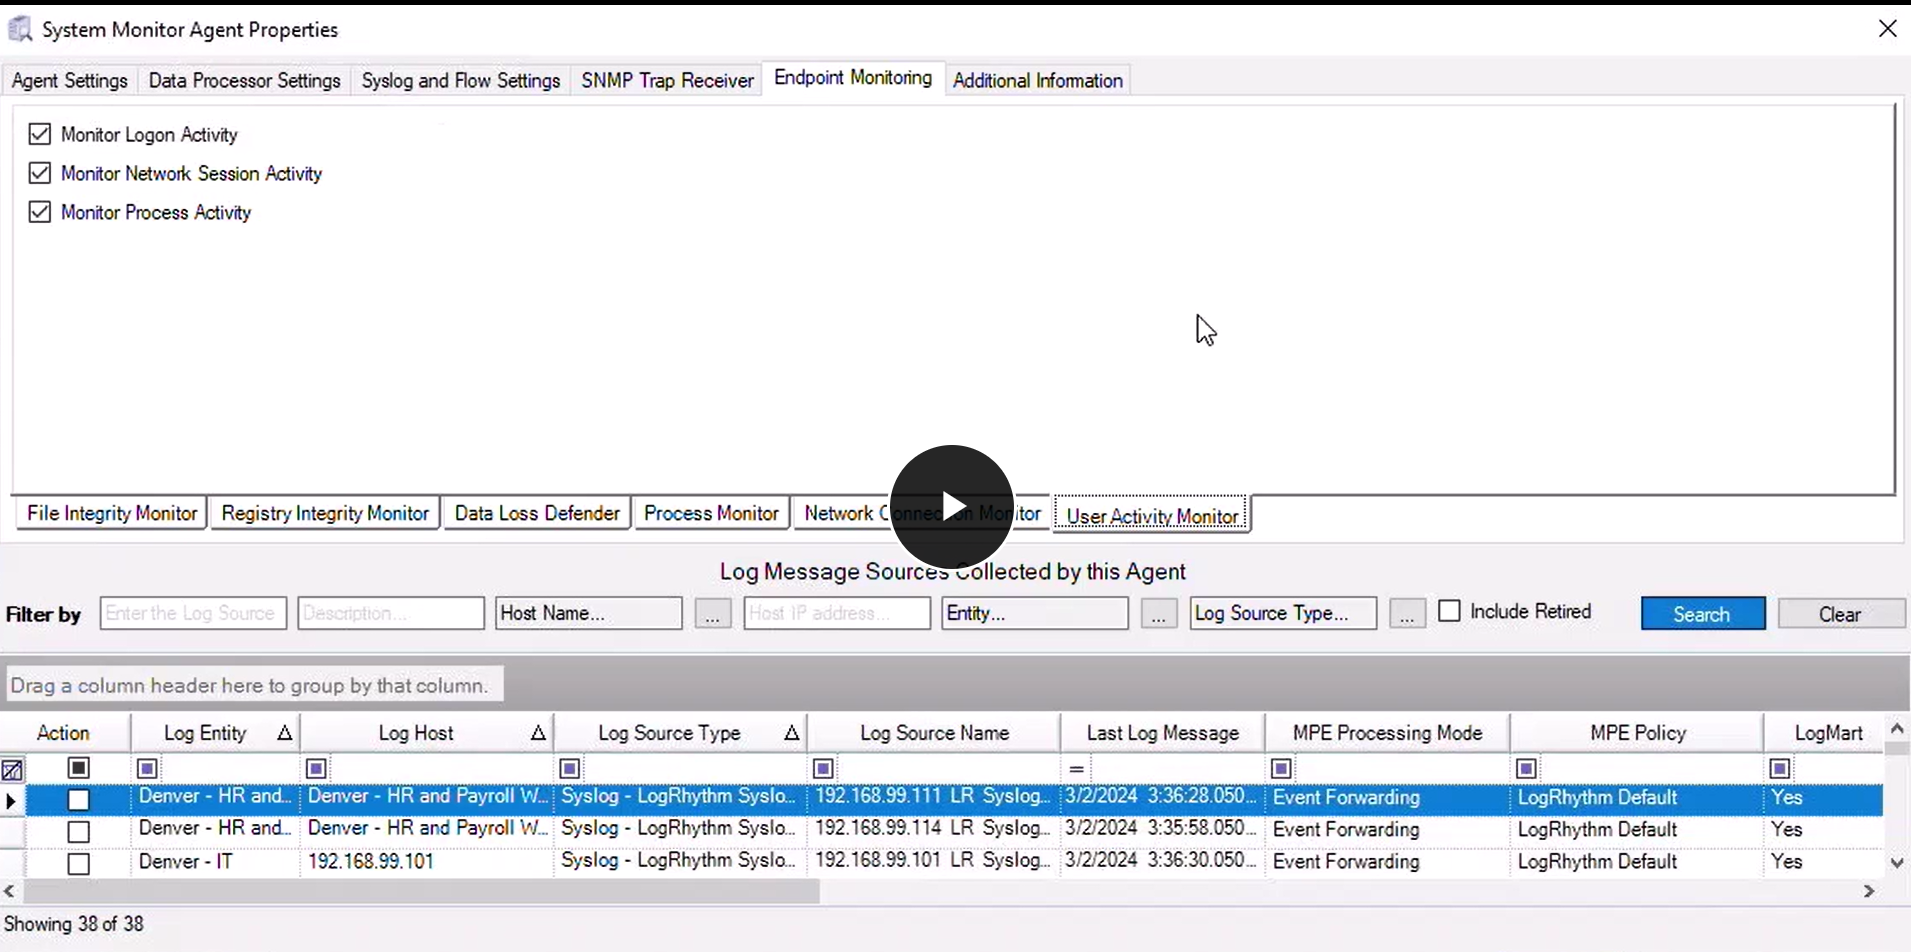 System Monitor Agent Properties
Agent Settings Data Processor Settings Syslog and Flow Settings SNMP Trap Receiver Endpoint Monitoring Additional Information
Monitor Logon Activity
Monitor Network Session Activity
Monitor Process Activity
File Integrity Monitor Registry Integrity Monitor Data Loss Defender Process Monitor Network Monitor User Activity Monitor
Log Message Sources Collected by this Agent
Filter by Enter the Log Source Description... Host Name... ... Host IP address... Entity... ... Log Source Type... ... Include Retired Search Clear
Drag a column header here to group by that column.
Action Log Entity Log Host Log Source Type Log Source Name Last Log Message MPE Processing Mode MPE Policy LogMart
=
Denver - HR and... Denver - HR and Payroll W... Syslog - LogRhythm Syslo... 192.168.99.111 LR Syslog... 3/2/2024 3:36:28.050... Event Forwarding LogRhythm Default Yes
Denver - HR and... Denver - HR and Payroll W... Syslog - LogRhythm Syslo... 192.168.99.114 LR Syslog... 3/2/2024 3:35:58.050... Event Forwarding LogRhythm Default Yes
Denver - IT 192.168.99.101 Syslog - LogRhythm Syslo... 192.168.99.101 LR Syslog... 3/2/2024 3:36:30.050... Event Forwarding LogRhythm Default Yes
Showing 38 of 38